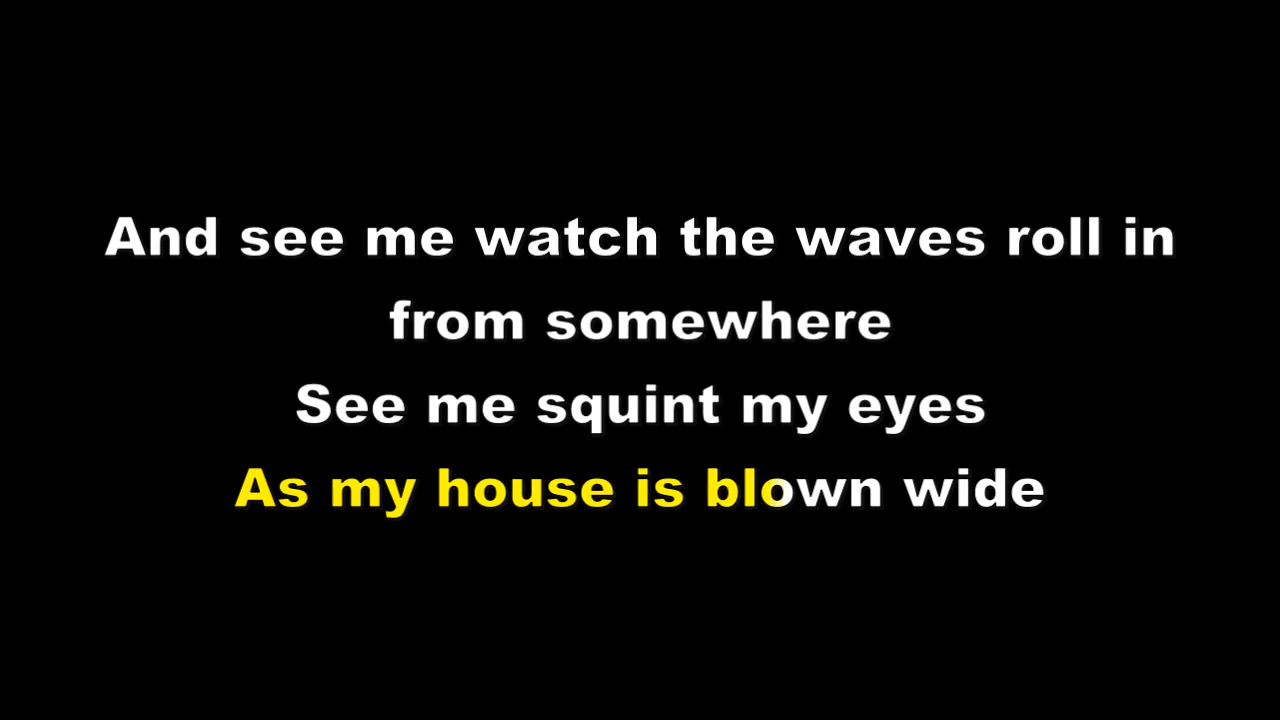 And see me watch the waves roll in
from somewhere
See me squint my eyes
As my house is blown wide